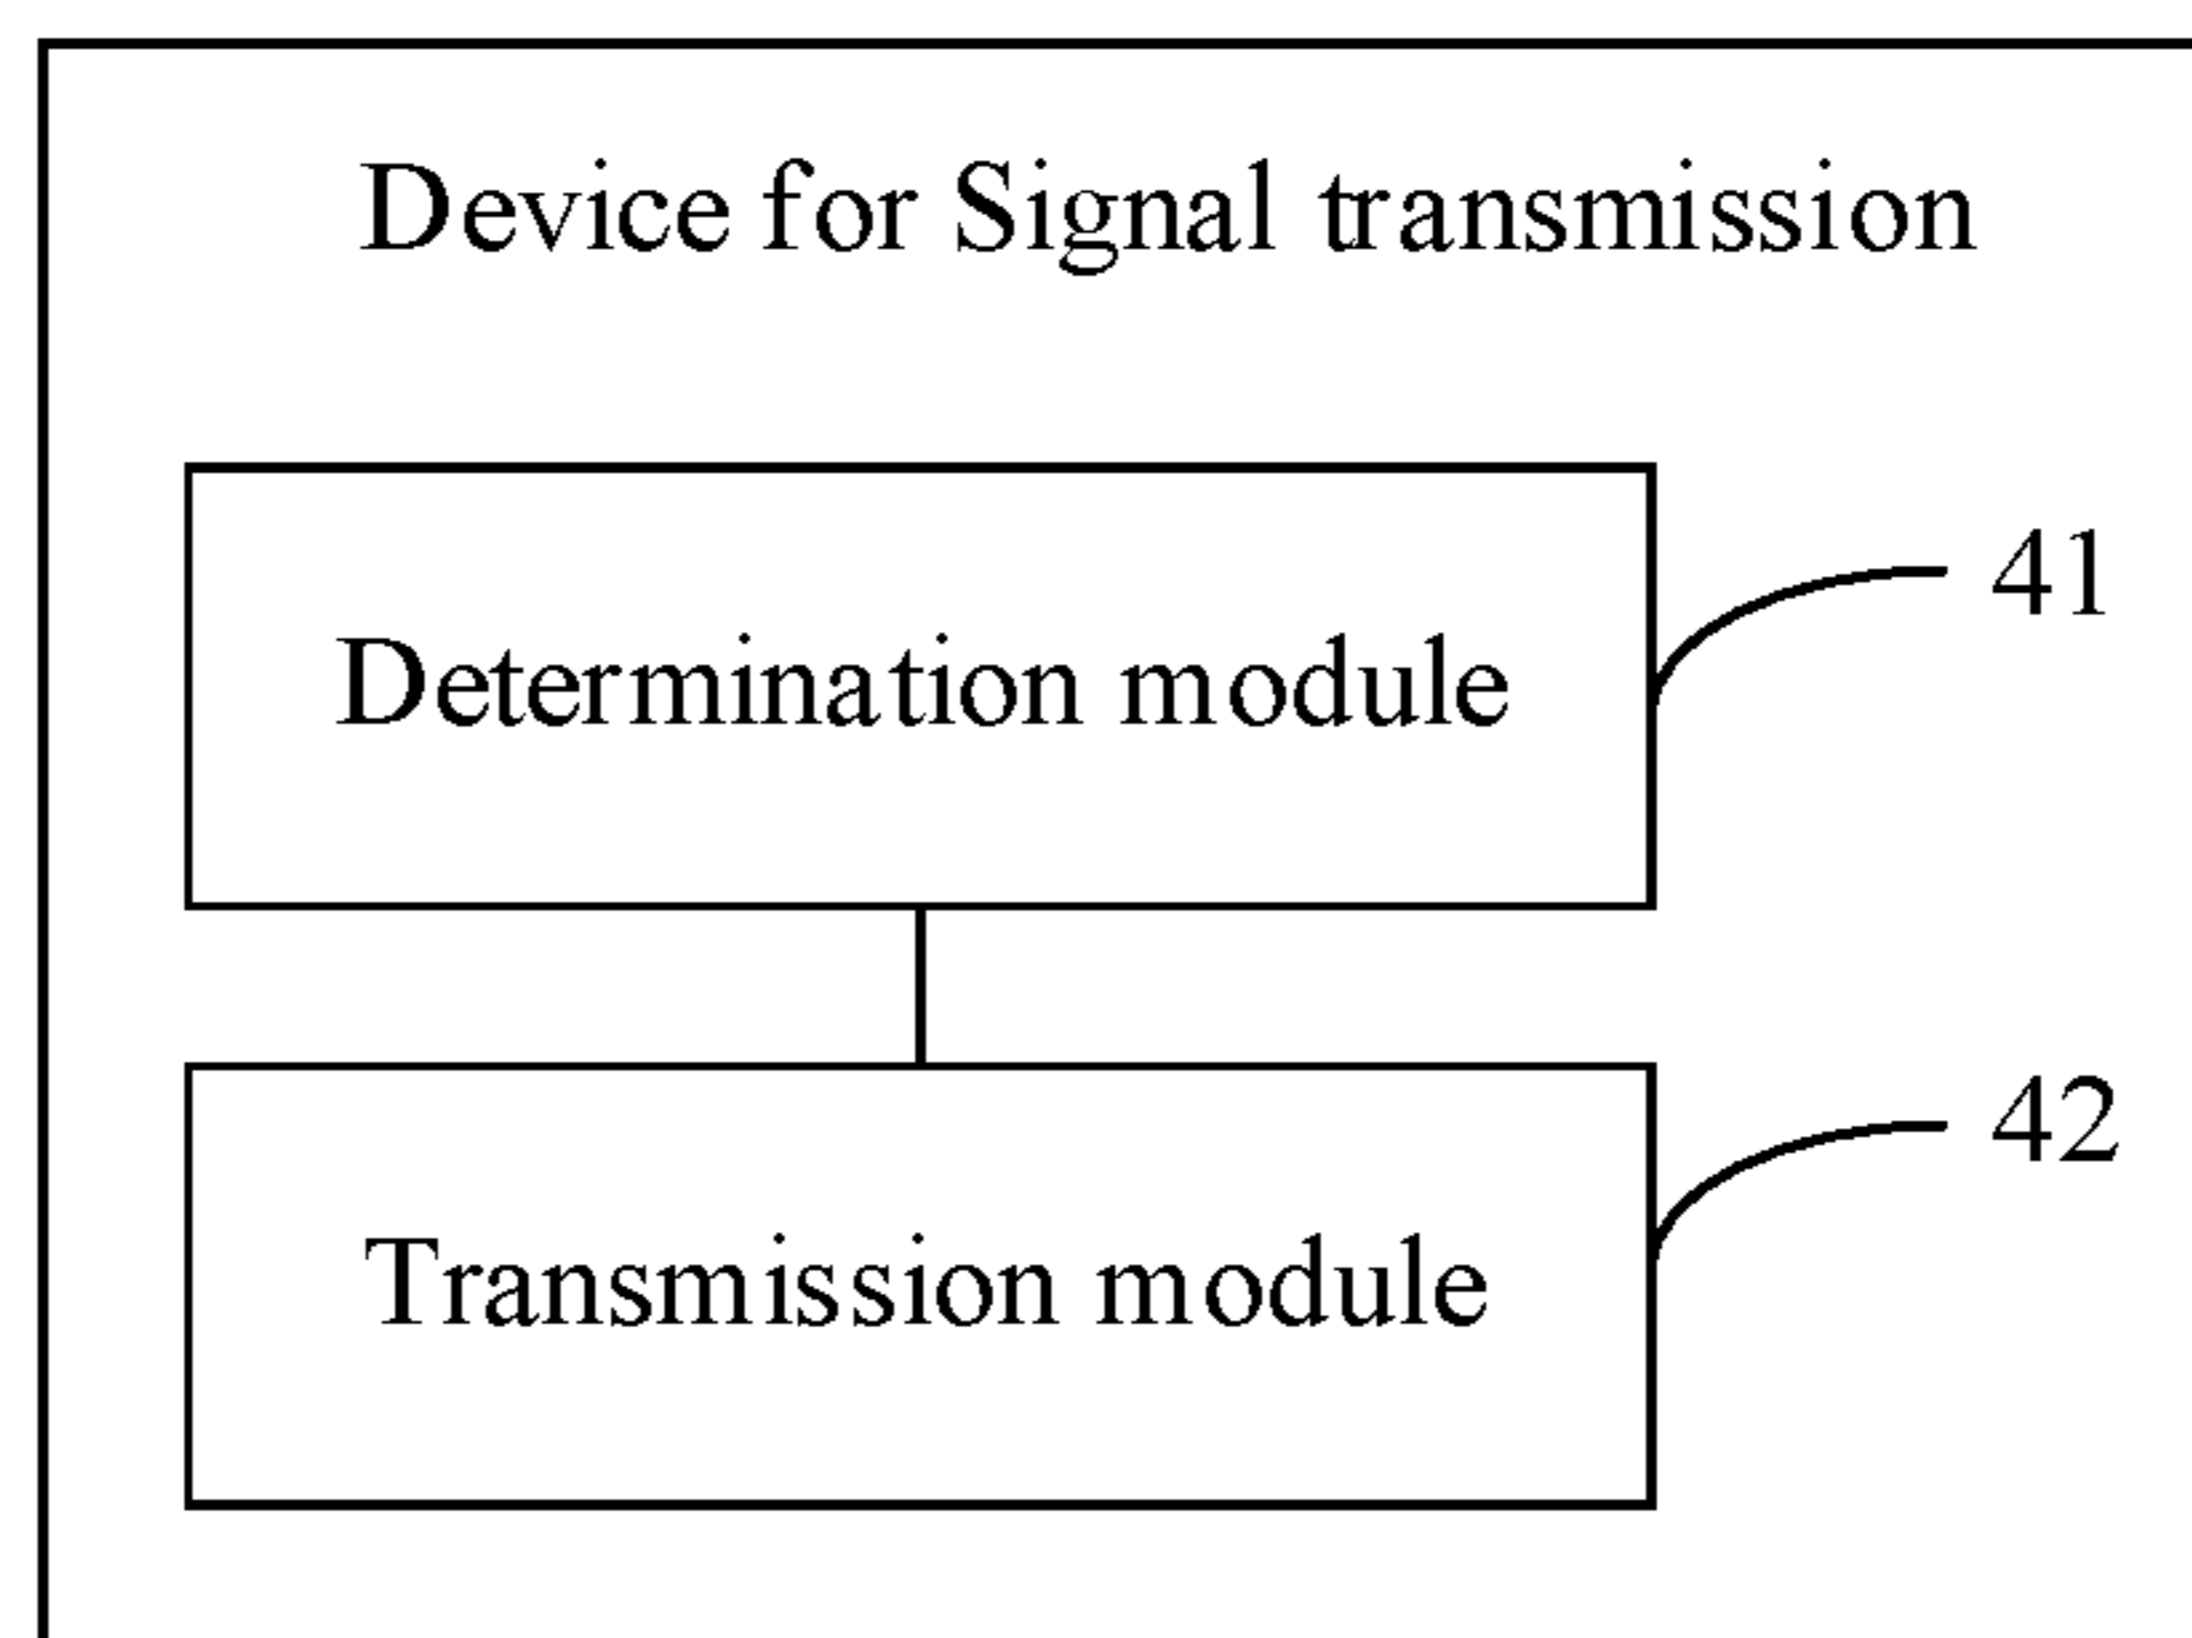 Device for Signal transmission
41
Determination module
42
Transmission module